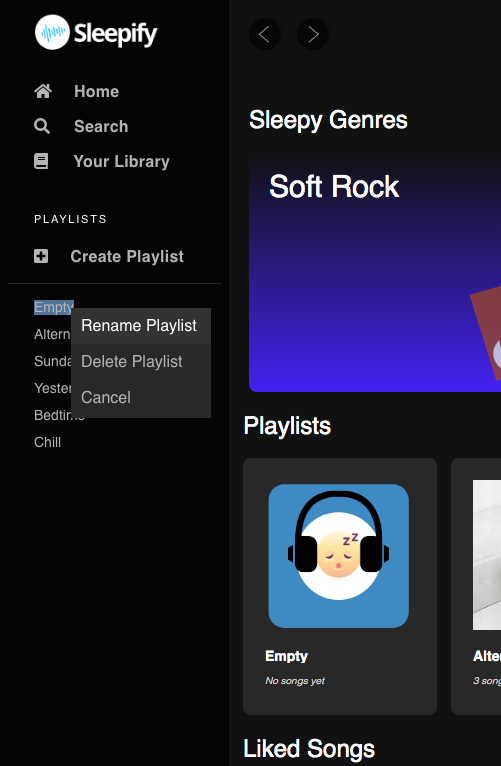 Sleepify
Home
Search
Your Library
PLAYLISTS
Create Playlist
Empty
Rename Playlist
Delete Playlist
Cancel
Chill
Sleepy Genres
Soft Rock
Playlists
zz
Empty
No songs yet
Liked Songs